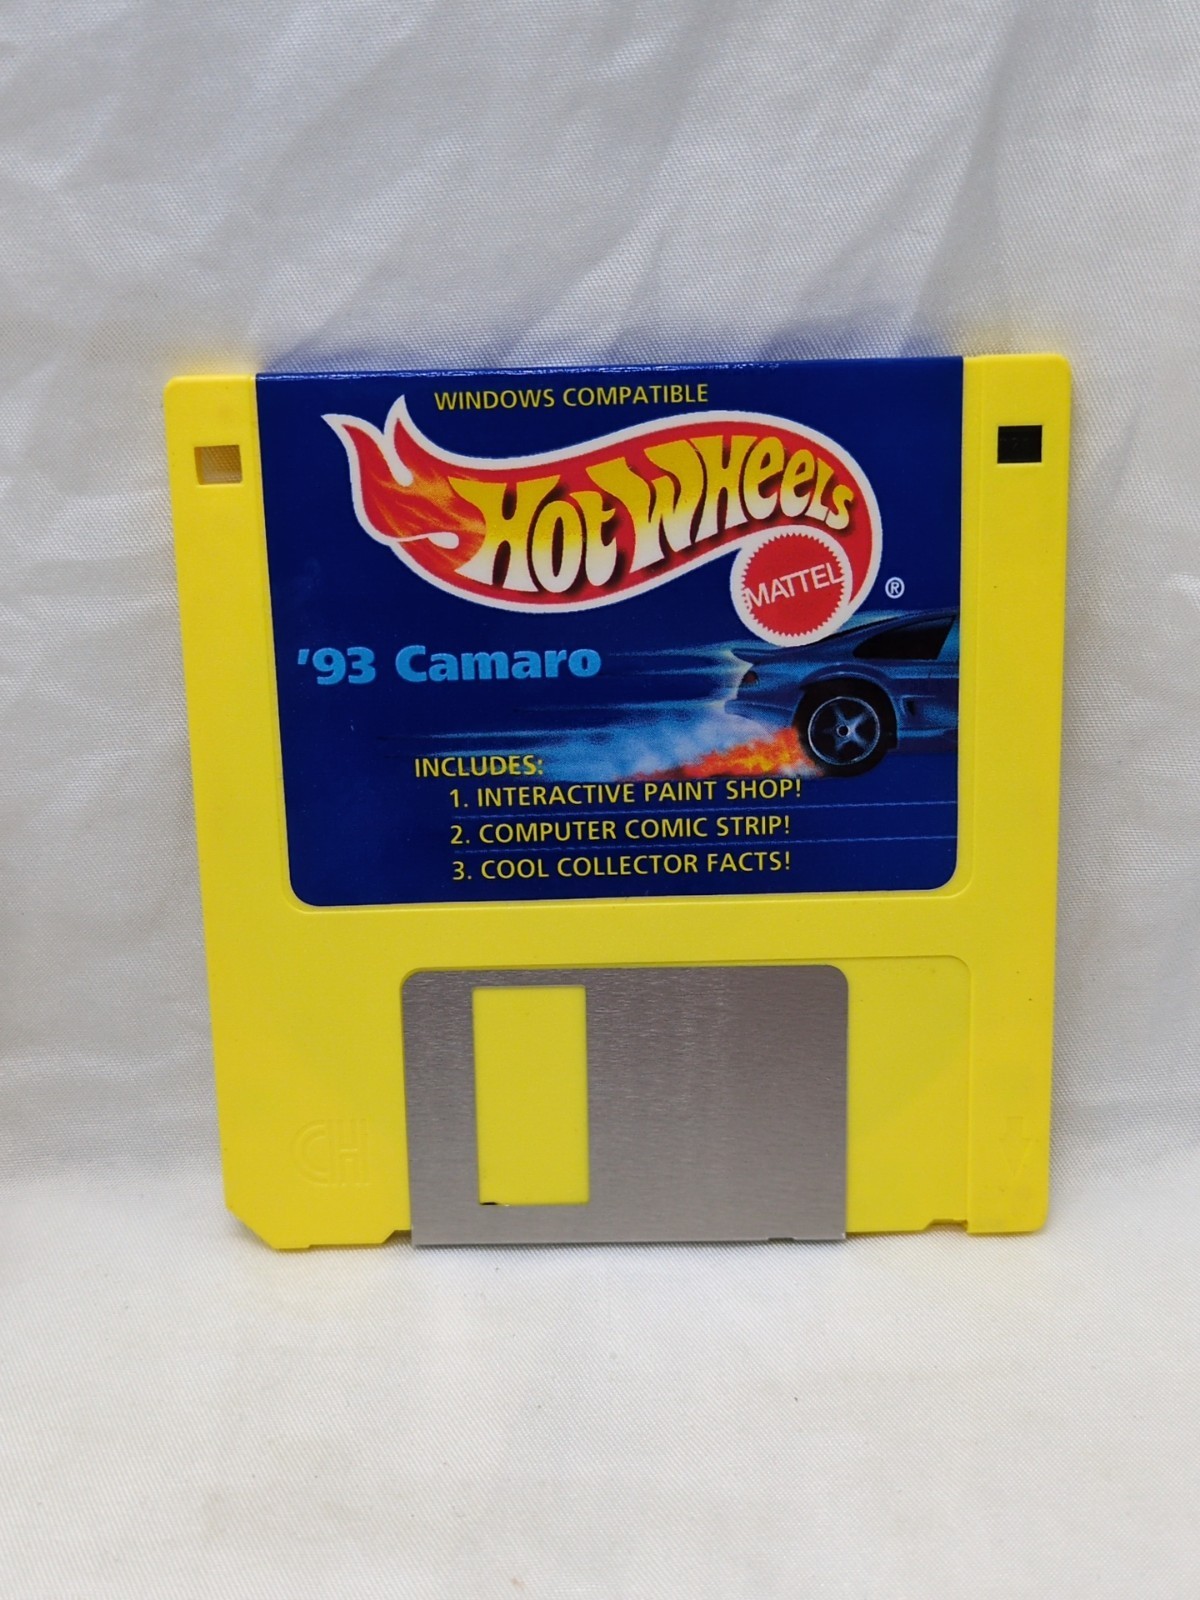 WINDOWS COMPATIBLE
HOT WHEELS
MATTEL
®
'93 Camaro
INCLUDES:
1. INTERACTIVE PAINT SHOP!
2. COMPUTER COMIC STRIP!
3. COOL COLLECTOR FACTS!
CH